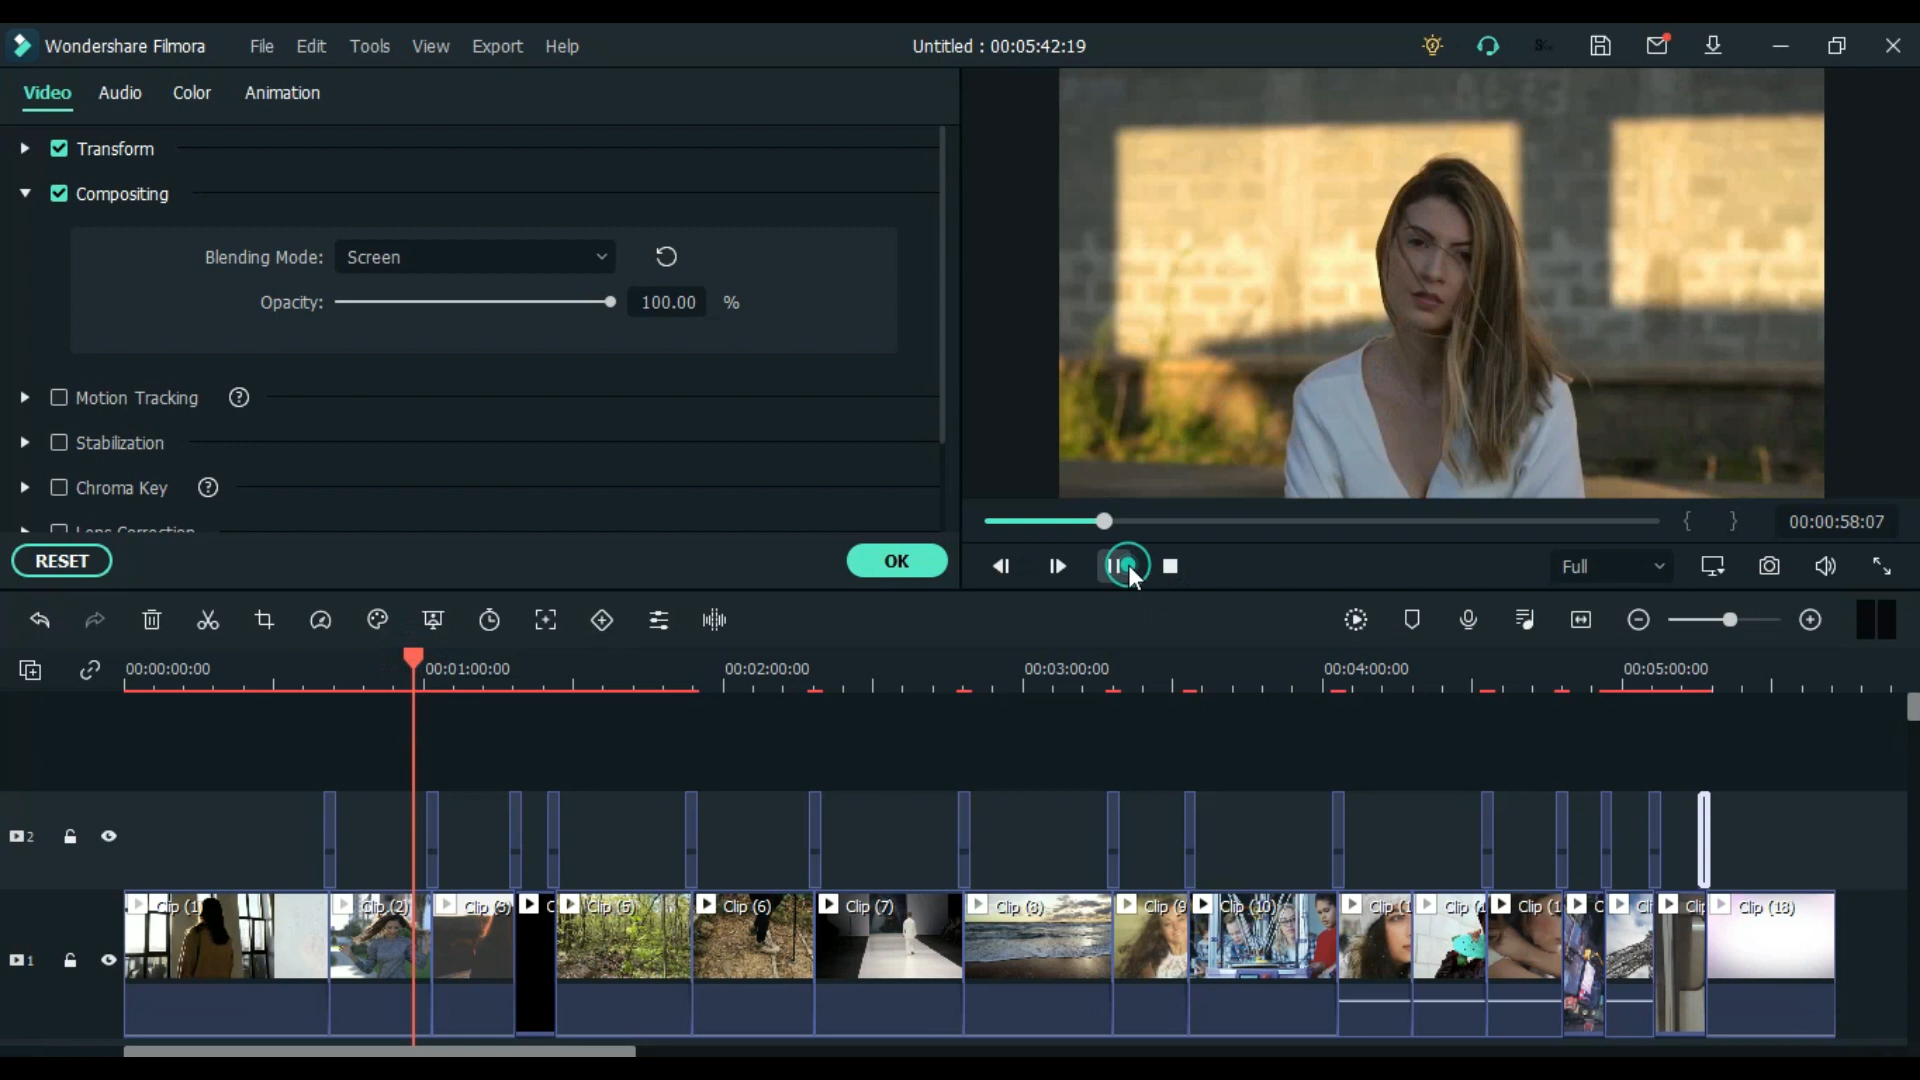 Wondershare Filmora File Edit Tools View Export Help Untitled : 00:05:42:19
Video Audio Color Animation
Transform
Compositing
Blending Mode: Screen
Opacity: 100.00 %
Motion Tracking ?
Stabilization
Chroma Key ?
Lens Correction
RESET OK
00:00:58:07
Full
00:00:00:00 00:01:00:00 00:02:00:00 00:03:00:00 00:04:00:00 00:05:00:00
2
1
Clip (1 Clip (2) Clip (3) C Clip (5) Clip (6) Clip (7) Clip (8) Clip (9 Clip (10) Clip (1 Clip (1 C Cli Clip Clip (18)